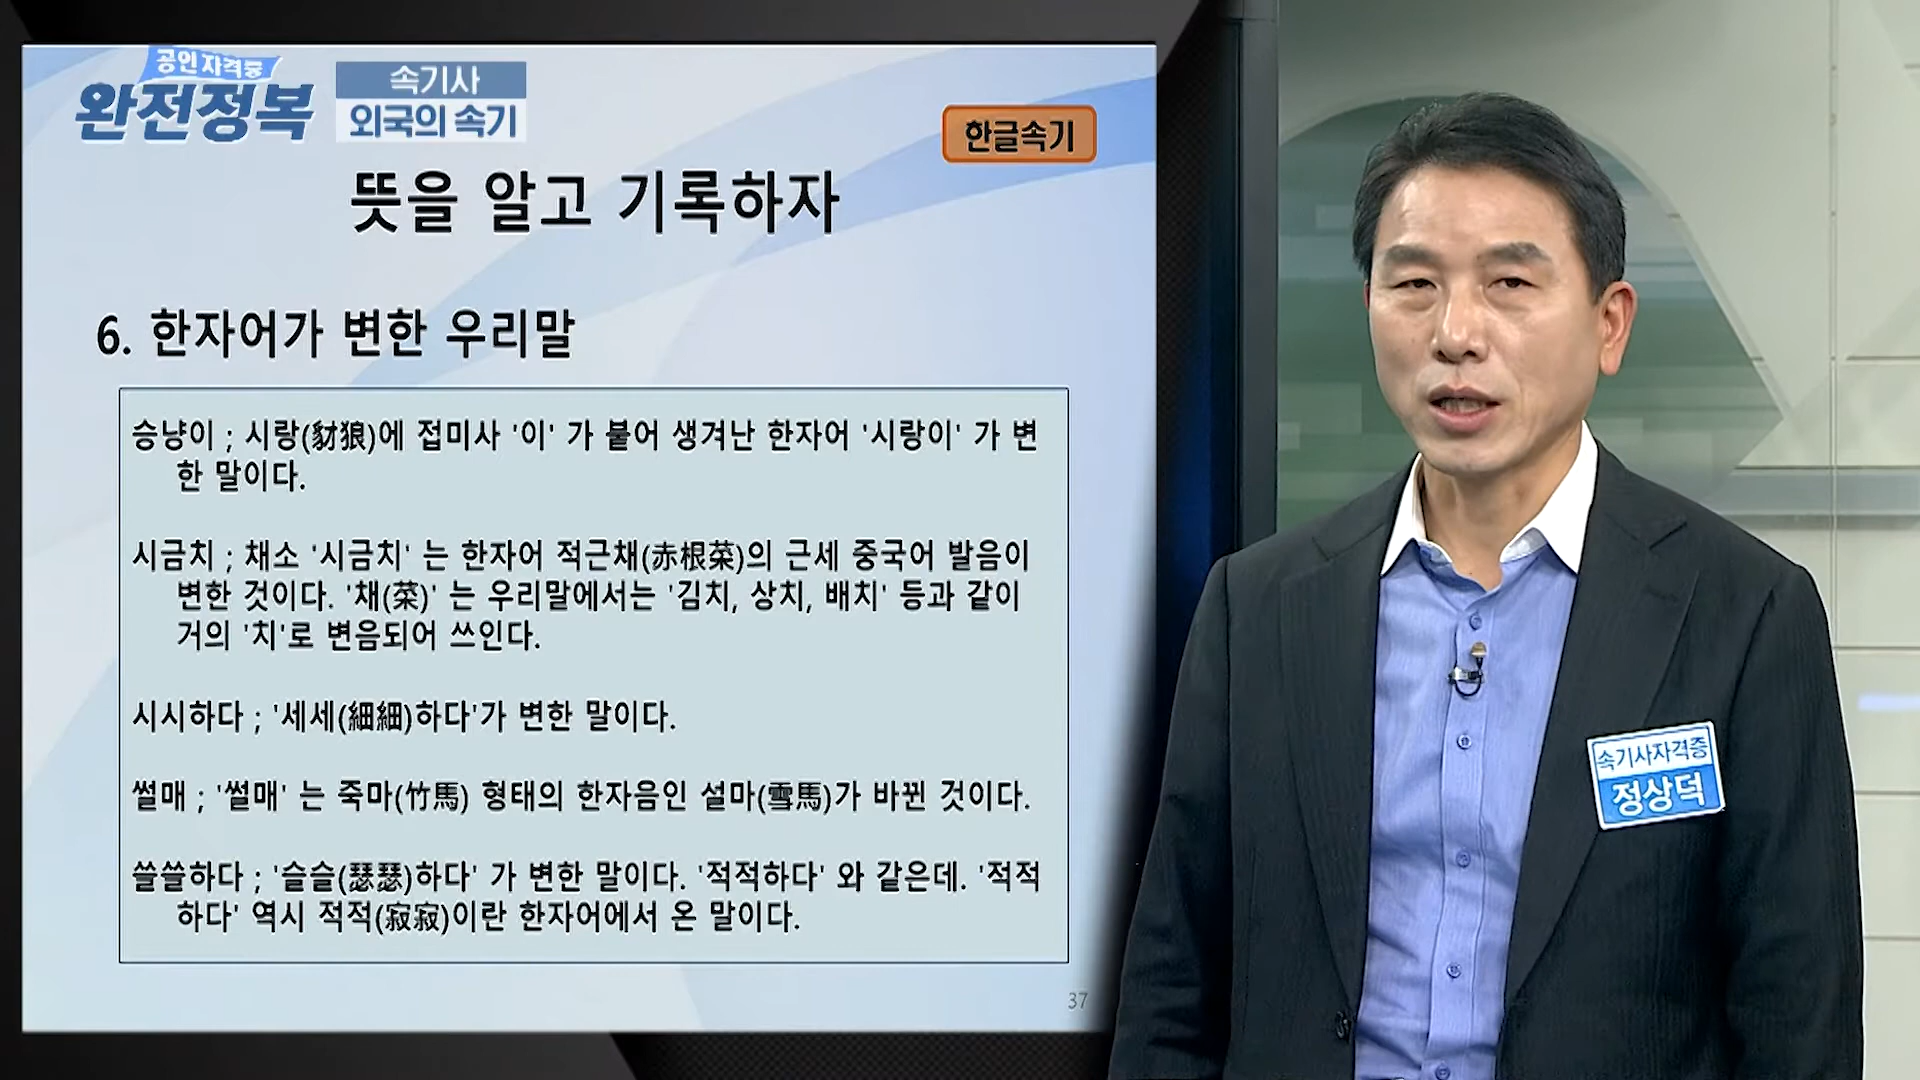 공인자격증
완전정복
속기사
외국의 속기
한글속기
뜻을 알고 기록하자
6. 한자어가 변한 우리말
승냥이 ; 시랑(豺狼)에 접미사 '이' 가 붙어 생겨난 한자어 '시랑이' 가 변
한 말이다.
시금치 ; 채소 '시금치' 는 한자어 적근채(赤根菜)의 근세 중국어 발음이
변한 것이다. '채(菜)' 는 우리말에서는 '김치, 상치, 배치' 등과 같이
거의 '치'로 변음되어 쓰인다.
시시하다 ; '세세(細細)하다'가 변한 말이다.
썰매 ; '썰매' 는 죽마(竹馬) 형태의 한자음인 설마(雪馬)가 바뀐 것이다.
쓸쓸하다 ; '슬슬(瑟瑟)하다' 가 변한 말이다. '적적하다' 와 같은데. '적적
하다' 역시 적적(寂寂)이란 한자어에서 온 말이다.
37
속기사자격증
정상덕